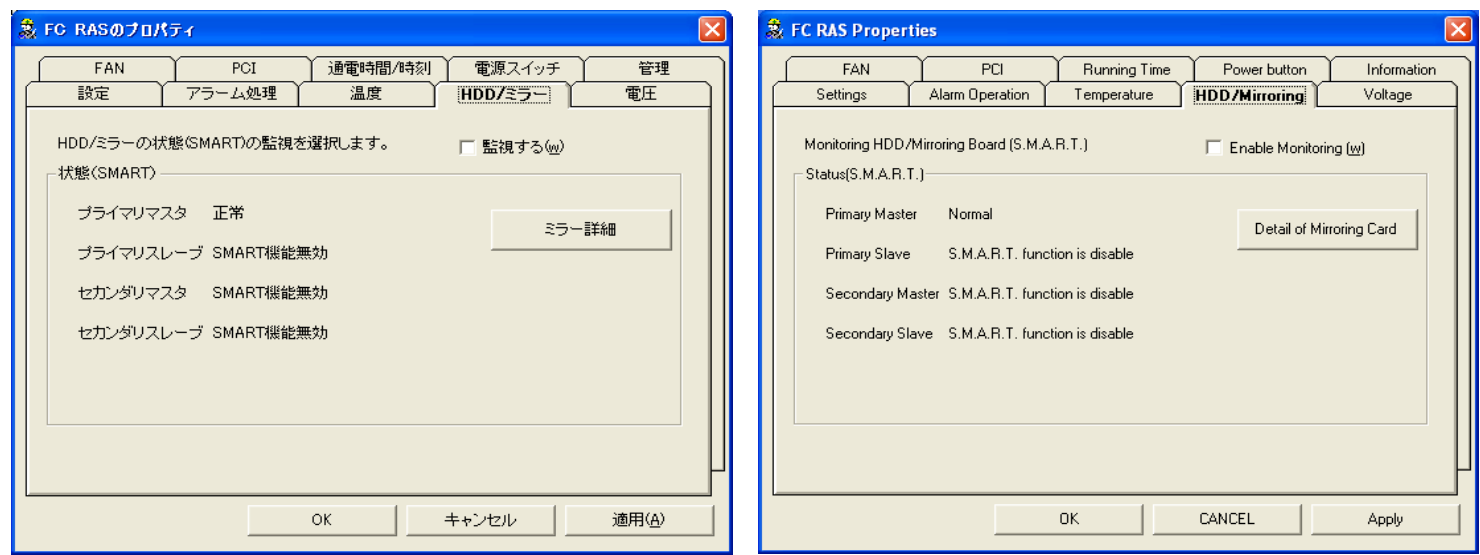 FC RASのプロパティ
FAN
PCI
通電時間/時刻
電源スイッチ
管理
設定
アラーム処理
温度
HDD/ミラー
電圧
HDD/ミラーの状態(SMART)の監視を選択します。
監視する(w)
状態(SMART)
プライマリマスタ 正常
ミラー詳細
プライマリスレーブ SMART機能無効
セカンダリマスタ SMART機能無効
セカンダリスレーブ SMART機能無効
OK
キャンセル
適用(A)
FC RAS Properties
FAN
PCI
Running Time
Power button
Information
Settings
Alarm Operation
Temperature
HDD/Mirroring
Voltage
Monitoring HDD/Mirroring Board (S.M.A.R.T.)
Enable Monitoring (w)
Status(S.M.A.R.T.)
Primary Master Normal
Detail of Mirroring Card
Primary Slave S.M.A.R.T. function is disable
Secondary Master S.M.A.R.T. function is disable
Secondary Slave S.M.A.R.T. function is disable
OK
CANCEL
Apply